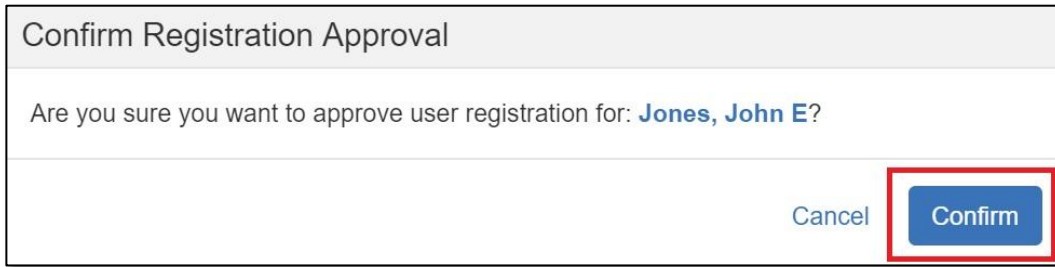 Confirm Registration Approval
Are you sure you want to approve user registration for: Jones, John E?
Cancel Confirm